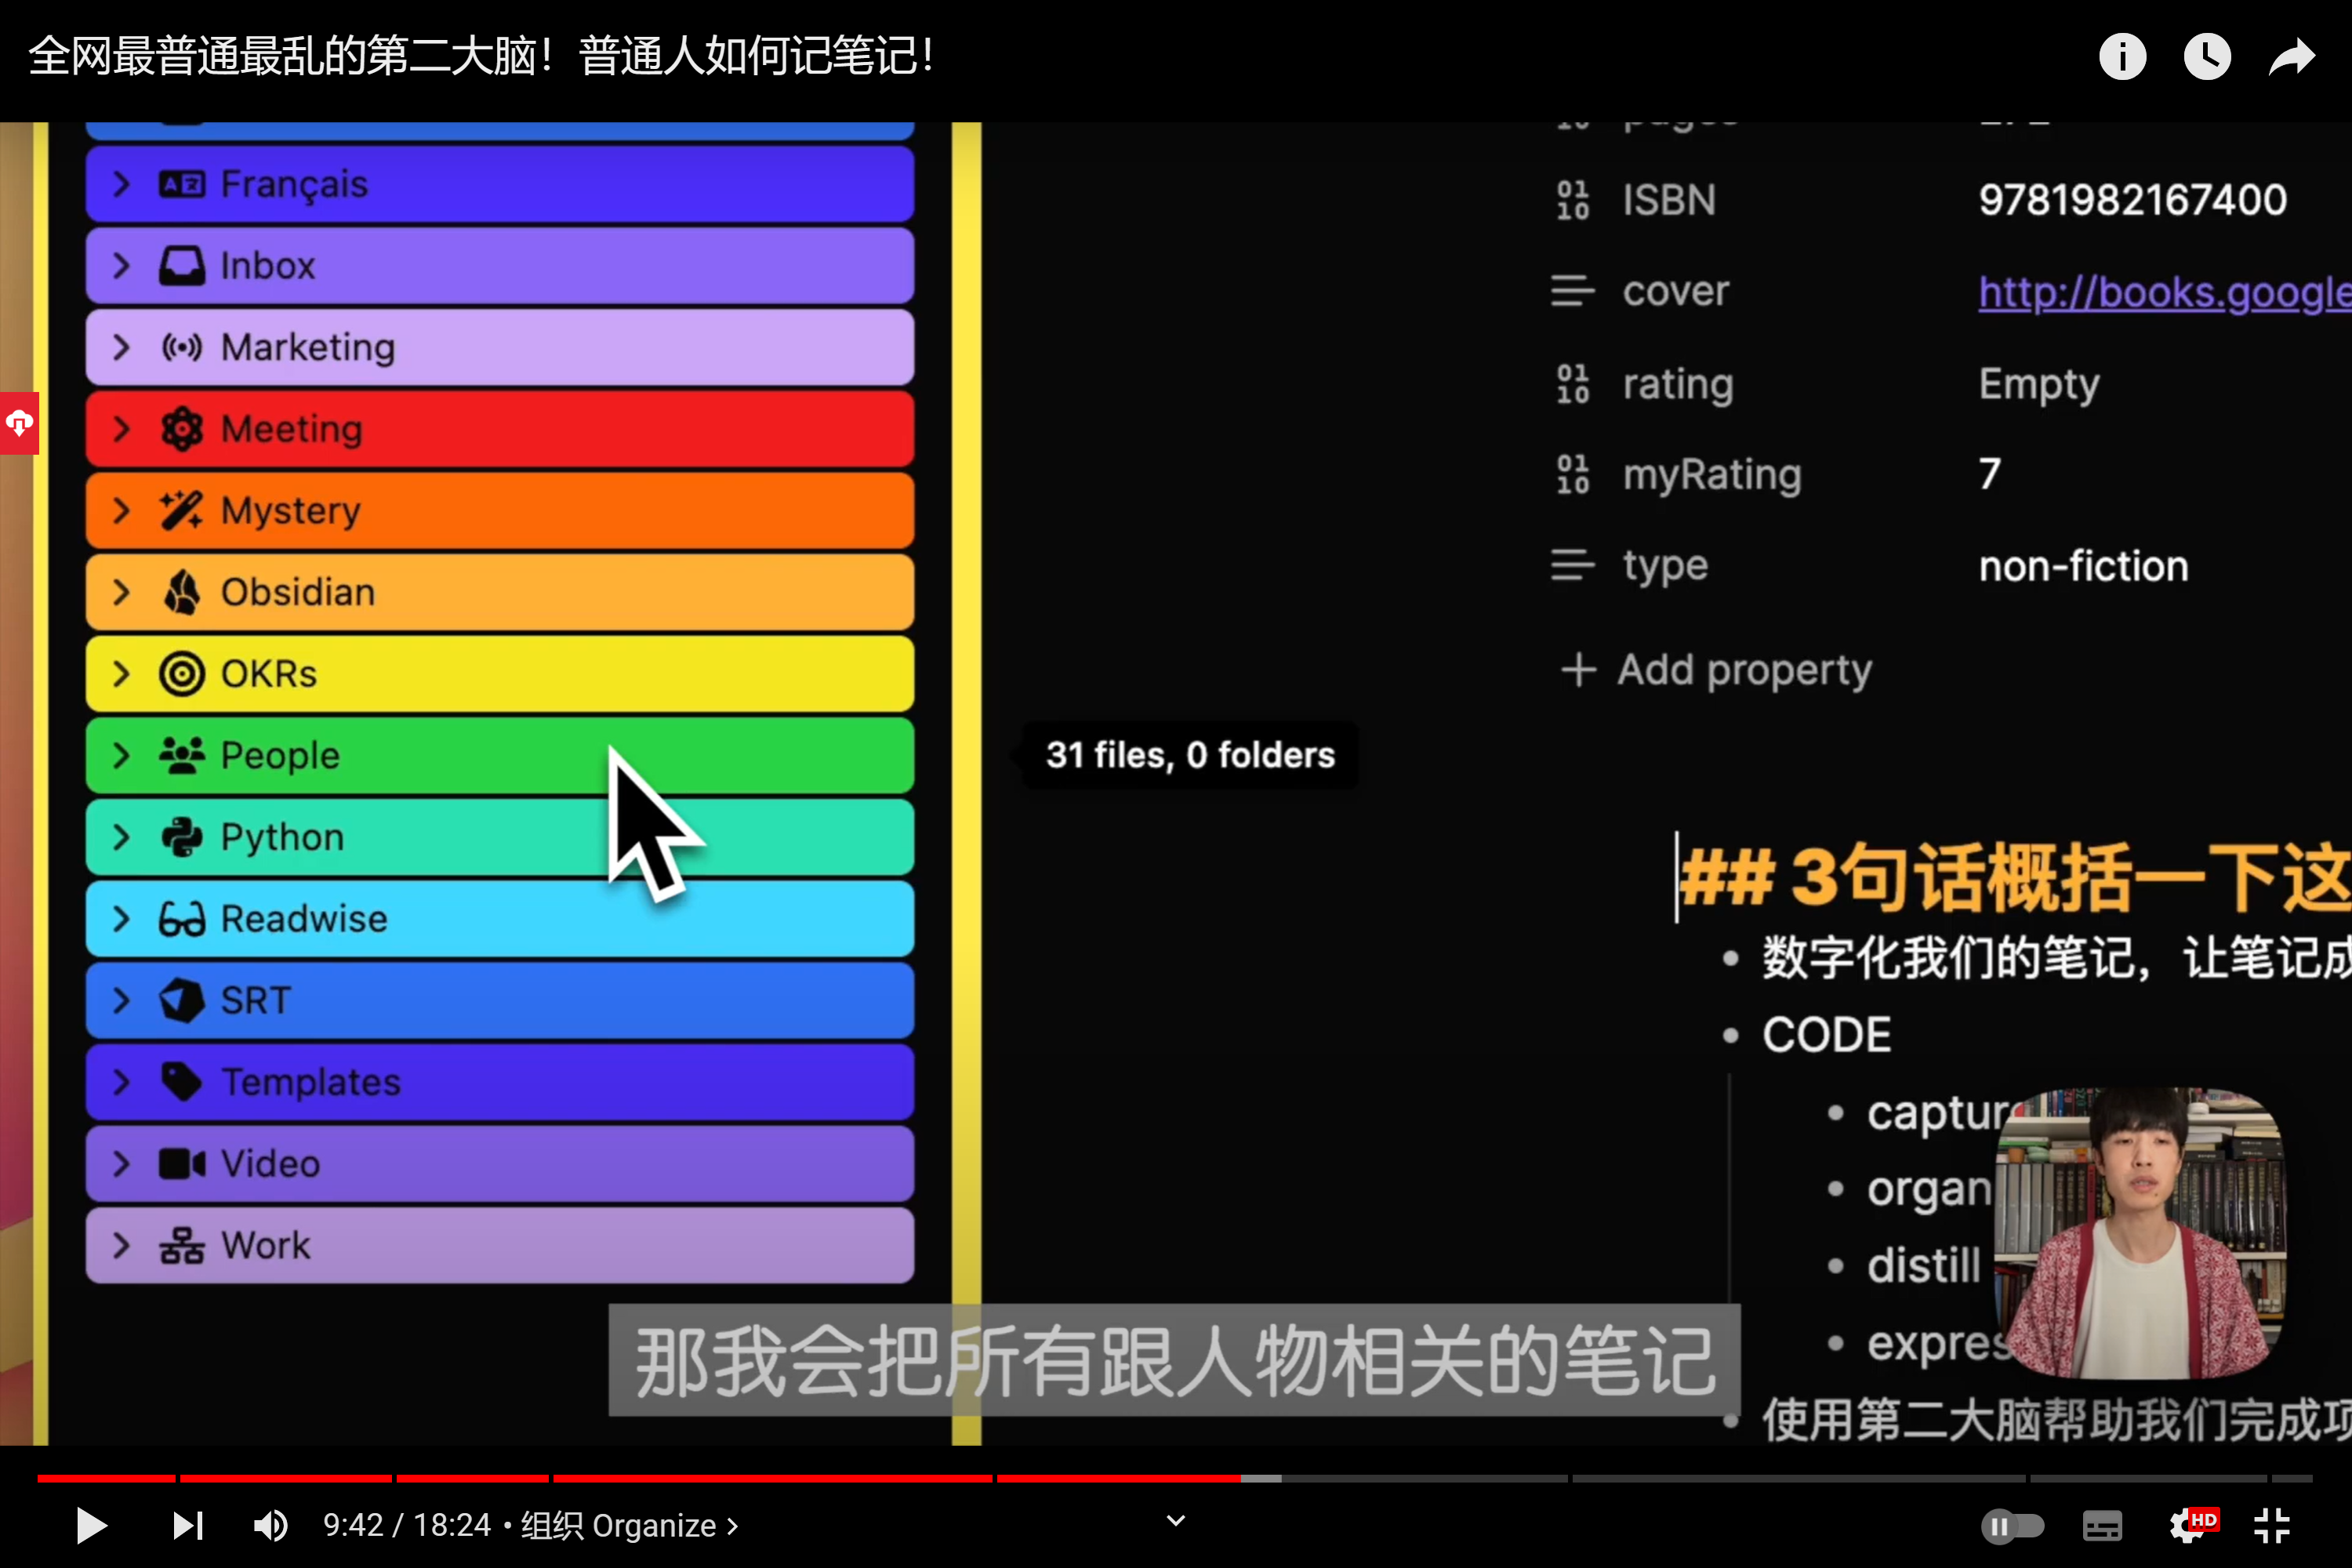 全网最普通最乱的第二大脑！普通人如何记笔记！
Français
Inbox
Marketing
Meeting
Mystery
Obsidian
OKRs
People
Python
Readwise
SRT
Templates
Video
Work
pages
ISBN 9781982167400
cover http://books.google
rating Empty
myRating 7
type non-fiction
+ Add property
31 files, 0 folders
## 3句话概括一下这
数字化我们的笔记，让笔记成
CODE
captur
organ
distill
expres
使用第二大脑帮助我们完成项
那我会把所有跟人物相关的笔记
9:42 / 18:24 • 组织 Organize
HD